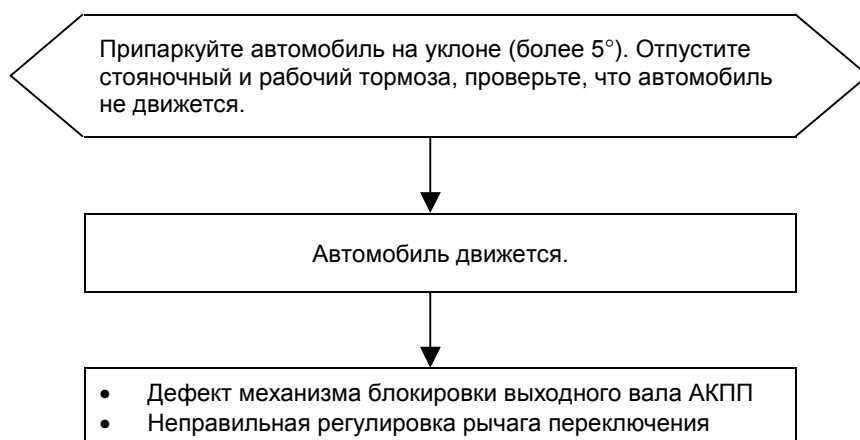 Припаркуйте автомобиль на уклоне (более 5°). Отпустите
стояночный и рабочий тормоза, проверьте, что автомобиль
не движется.
Автомобиль движется.
• Дефект механизма блокировки выходного вала АКПП
• Неправильная регулировка рычага переключения